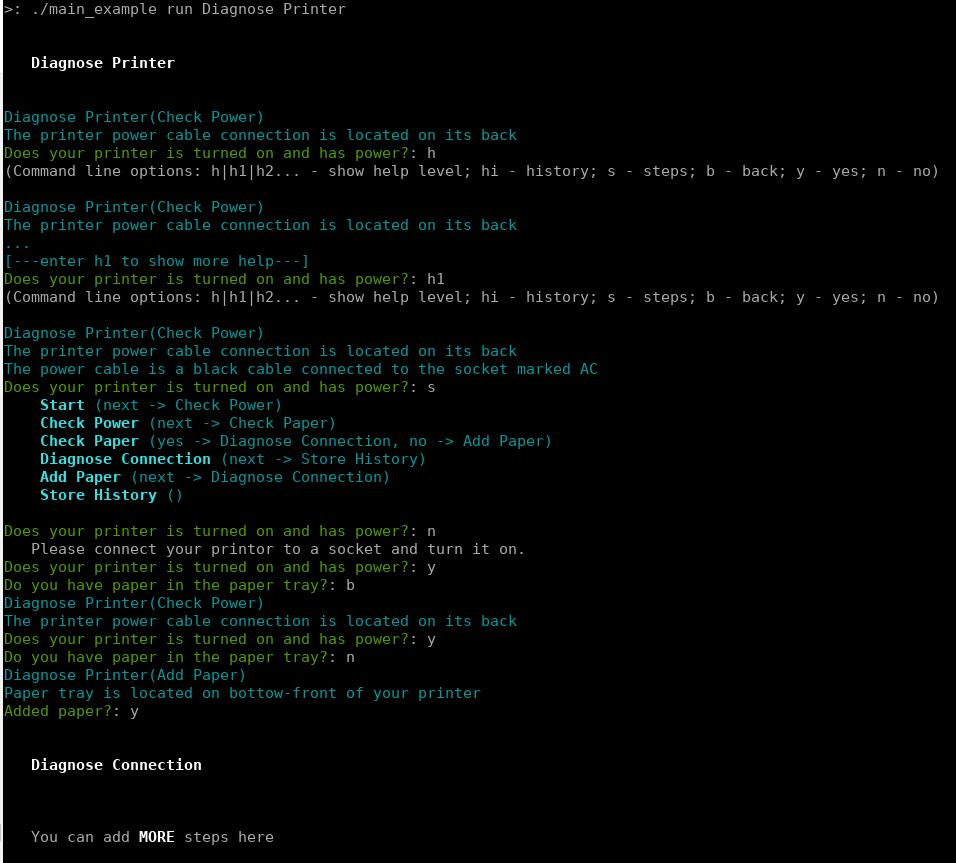 >: ./main_example run Diagnose Printer
Diagnose Printer
Diagnose Printer(Check Power)
The printer power cable connection is located on its back
Does your printer is turned on and has power?: h
(Command line options: h|h1|h2... - show help level; hi - history; s - steps; b - back; y - yes; n - no)
Diagnose Printer(Check Power)
The printer power cable connection is located on its back
...
[---enter h1 to show more help---]
Does your printer is turned on and has power?: h1
(Command line options: h|h1|h2... - show help level; hi - history; s - steps; b - back; y - yes; n - no)
Diagnose Printer(Check Power)
The printer power cable connection is located on its back
The power cable is a black cable connected to the socket marked AC
Does your printer is turned on and has power?: s
Start (next -> Check Power)
Check Power (next -> Check Paper)
Check Paper (yes -> Diagnose Connection, no -> Add Paper)
Diagnose Connection (next -> Store History)
Add Paper (next -> Diagnose Connection)
Store History ()
Does your printer is turned on and has power?: n
Please connect your printor to a socket and turn it on.
Does your printer is turned on and has power?: y
Do you have paper in the paper tray?: b
Diagnose Printer(Check Power)
The printer power cable connection is located on its back
Does your printer is turned on and has power?: y
Do you have paper in the paper tray?: n
Diagnose Printer(Add Paper)
Paper tray is located on bottow-front of your printer
Added paper?: y
Diagnose Connection
You can add MORE steps here